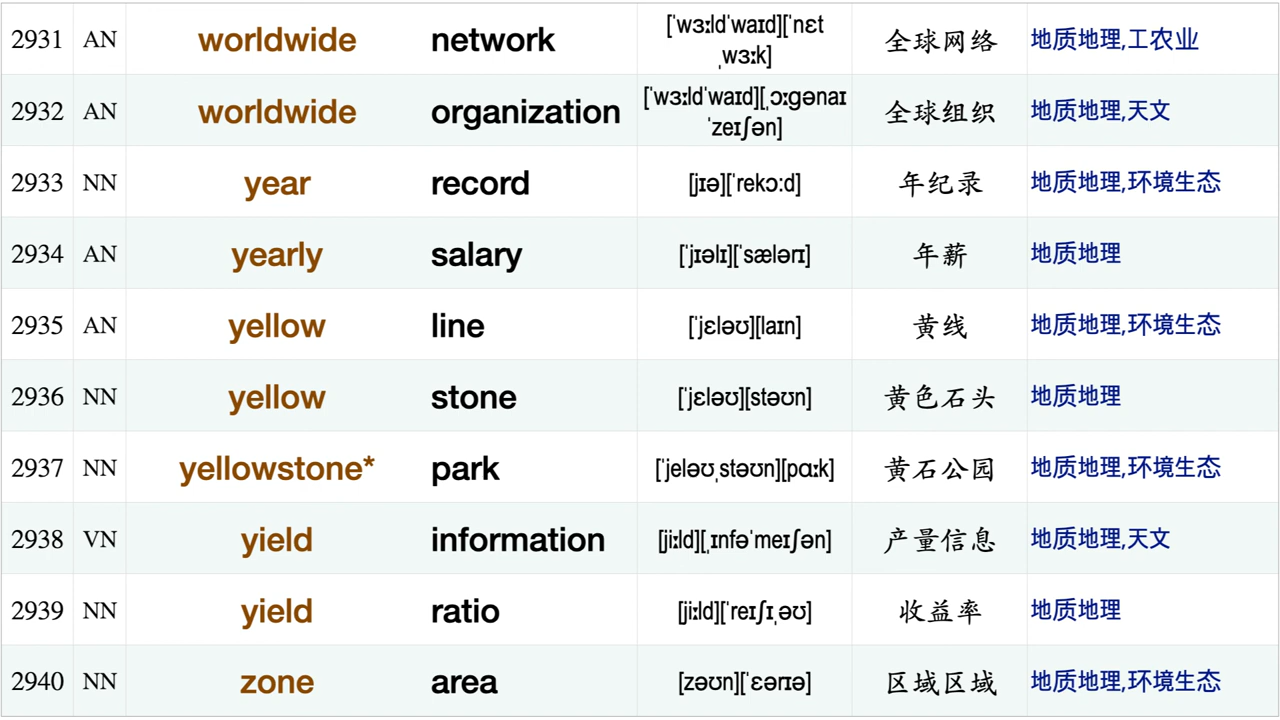 2931 AN worldwide network [ˈwɜːldˈwaɪd][ˈnɛtˌwɜːk] 全球网络 地质地理,工农业
2932 AN worldwide organization [ˈwɜːldˈwaɪd][ˌɔːgənaɪˈzeɪʃən] 全球组织 地质地理,天文
2933 NN year record [jɪə][ˈrekɔːd] 年纪录 地质地理,环境生态
2934 AN yearly salary [ˈjɪəlɪ][ˈsælərɪ] 年薪 地质地理
2935 AN yellow line [ˈjɛləʊ][laɪn] 黄线 地质地理,环境生态
2936 NN yellow stone [ˈjɛləʊ][stəʊn] 黄色石头 地质地理
2937 NN yellowstone* park [ˈjeləʊˌstəʊn][pɑːk] 黄石公园 地质地理,环境生态
2938 VN yield information [jiːld][ˌɪnfəˈmeɪʃən] 产量信息 地质地理,天文
2939 NN yield ratio [jiːld][ˈreɪʃɪˌəʊ] 收益率 地质地理
2940 NN zone area [zəʊn][ˈɛərɪə] 区域区域 地质地理,环境生态